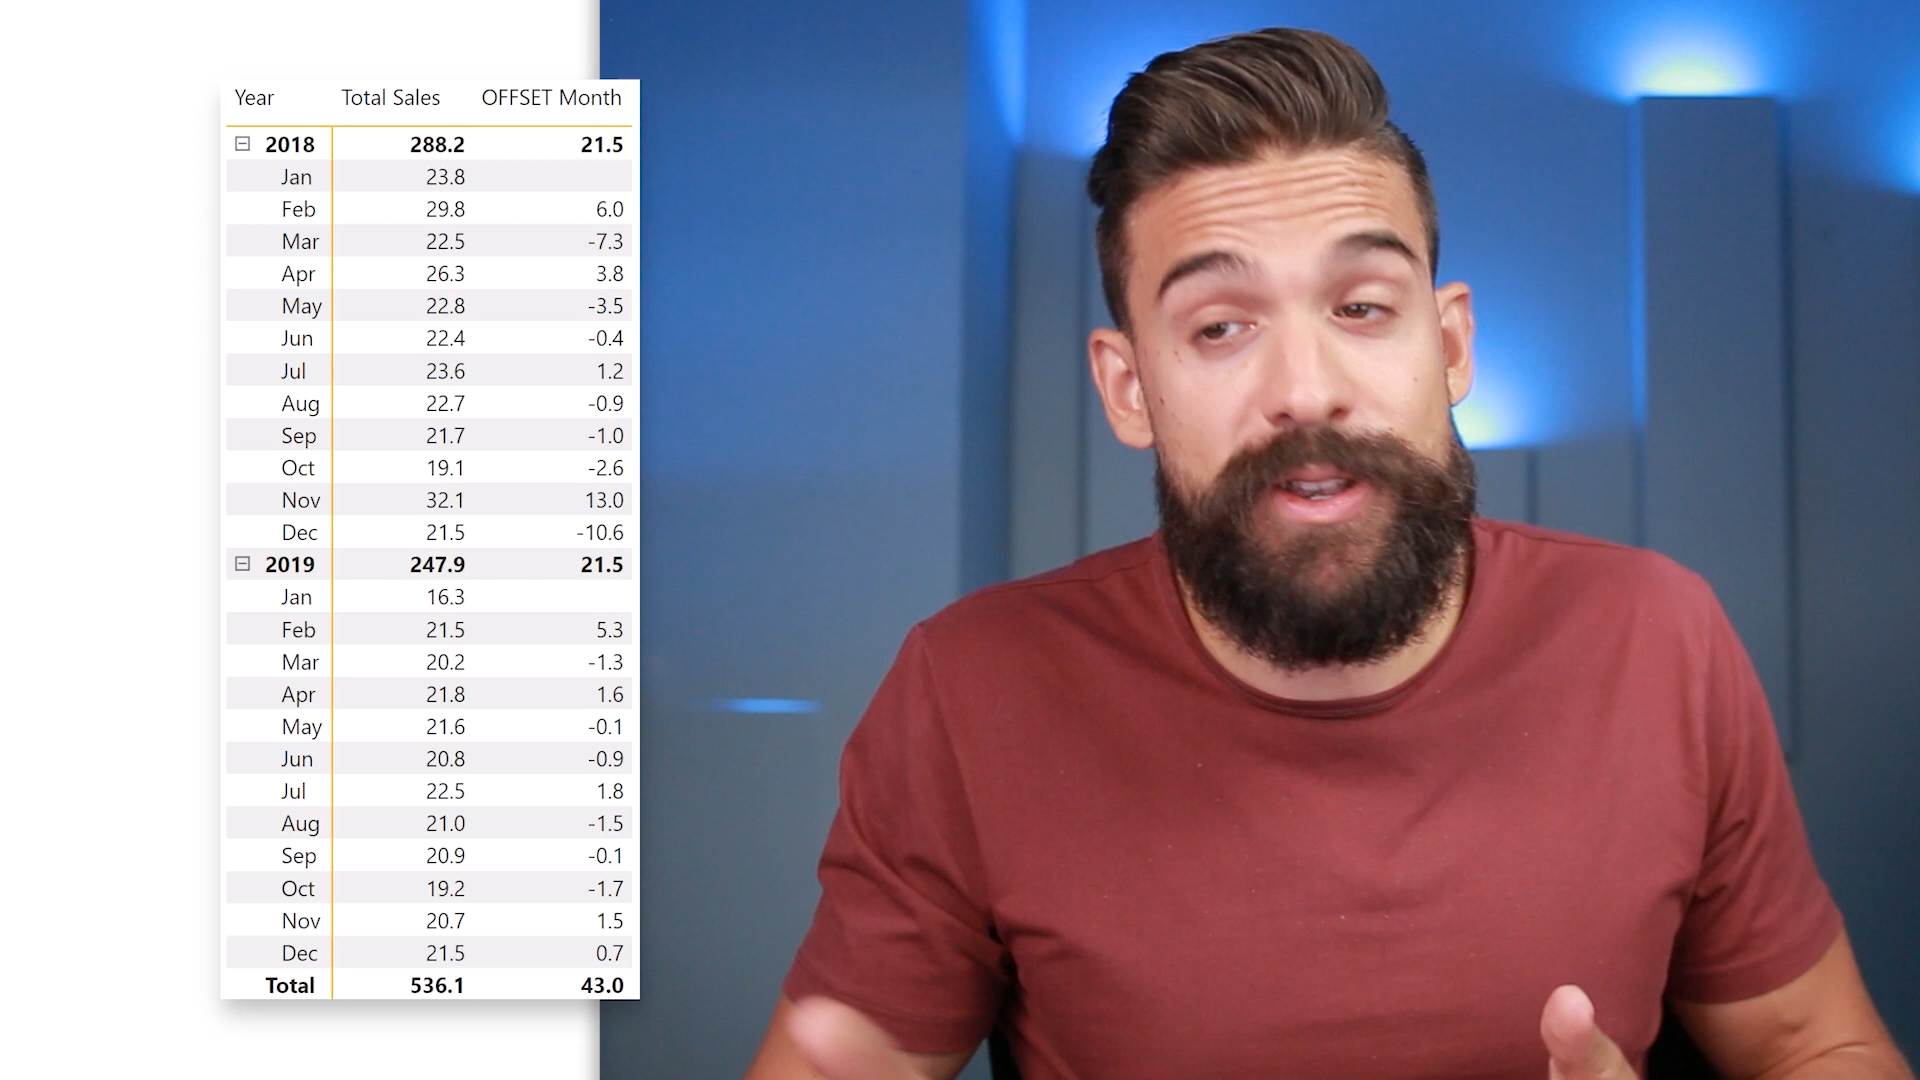 Year Total Sales OFFSET Month
2018 288.2 21.5
Jan 23.8
Feb 29.8 6.0
Mar 22.5 -7.3
Apr 26.3 3.8
May 22.8 -3.5
Jun 22.4 -0.4
Jul 23.6 1.2
Aug 22.7 -0.9
Sep 21.7 -1.0
Oct 19.1 -2.6
Nov 32.1 13.0
Dec 21.5 -10.6
2019 247.9 21.5
Jan 16.3
Feb 21.5 5.3
Mar 20.2 -1.3
Apr 21.8 1.6
May 21.6 -0.1
Jun 20.8 -0.9
Jul 22.5 1.8
Aug 21.0 -1.5
Sep 20.9 -0.1
Oct 19.2 -1.7
Nov 20.7 1.5
Dec 21.5 0.7
Total 536.1 43.0